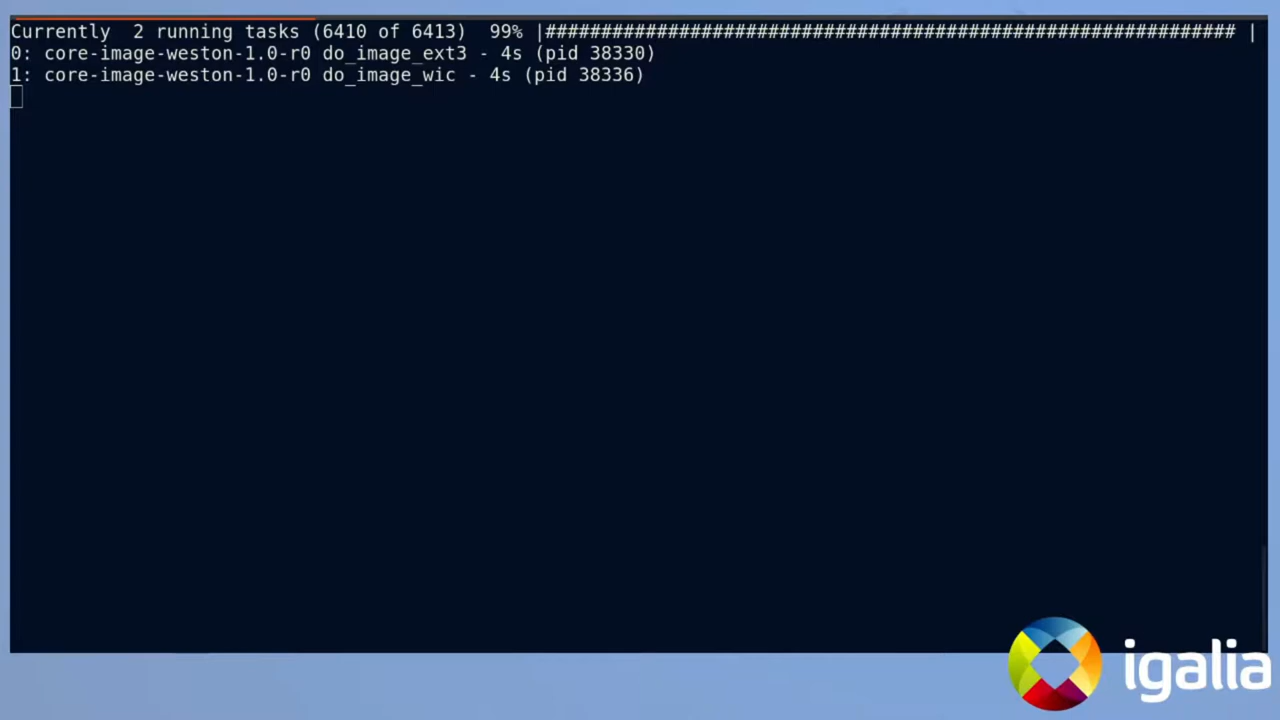 Currently  2 running tasks (6410 of 6413)  99% |############################################################## |
0: core-image-weston-1.0-r0 do_image_ext3 - 4s (pid 38330)
1: core-image-weston-1.0-r0 do_image_wic - 4s (pid 38336)
igalia